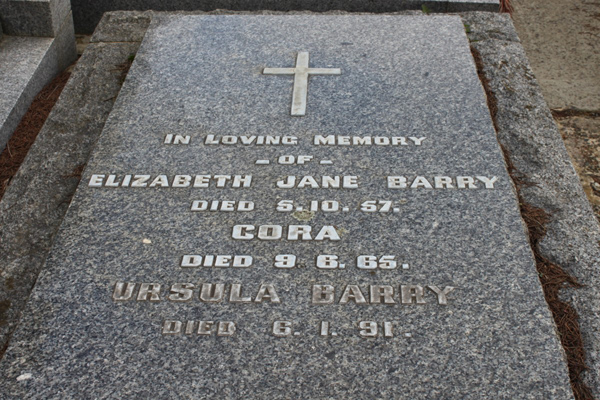 IN LOVING MEMORY
- OF -
ELIZABETH JANE BARRY
DIED 5.10.57.
CORA
DIED 9.6.65.
URSULA BARRY
DIED 6.1.91.